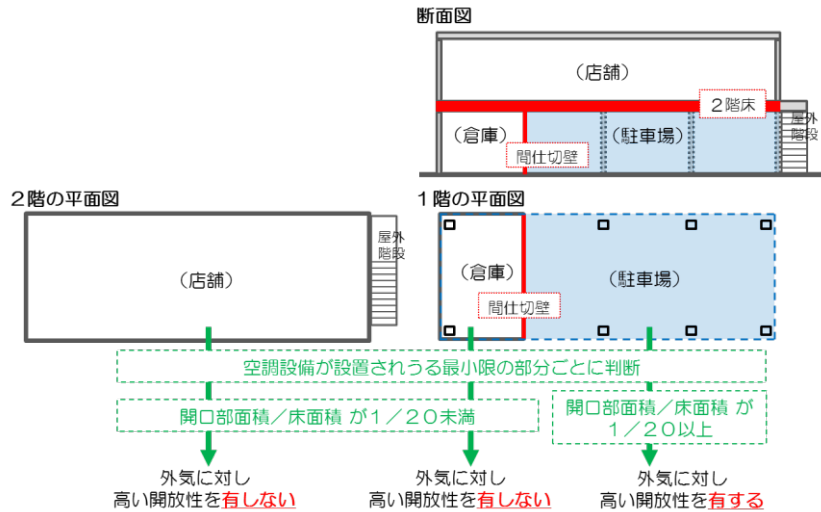 断面図
（店舗）
２階床
（倉庫）
（駐車場）
屋外
階段
間仕切壁
２階の平面図
１階の平面図
屋外
階段
（店舗）
（倉庫）
（駐車場）
間仕切壁
空調設備が設置されうる最小限の部分ごとに判断
開口部面積／床面積 が１／２０未満
開口部面積／床面積 が
１／２０以上
外気に対し
高い開放性を有しない
外気に対し
高い開放性を有しない
外気に対し
高い開放性を有する